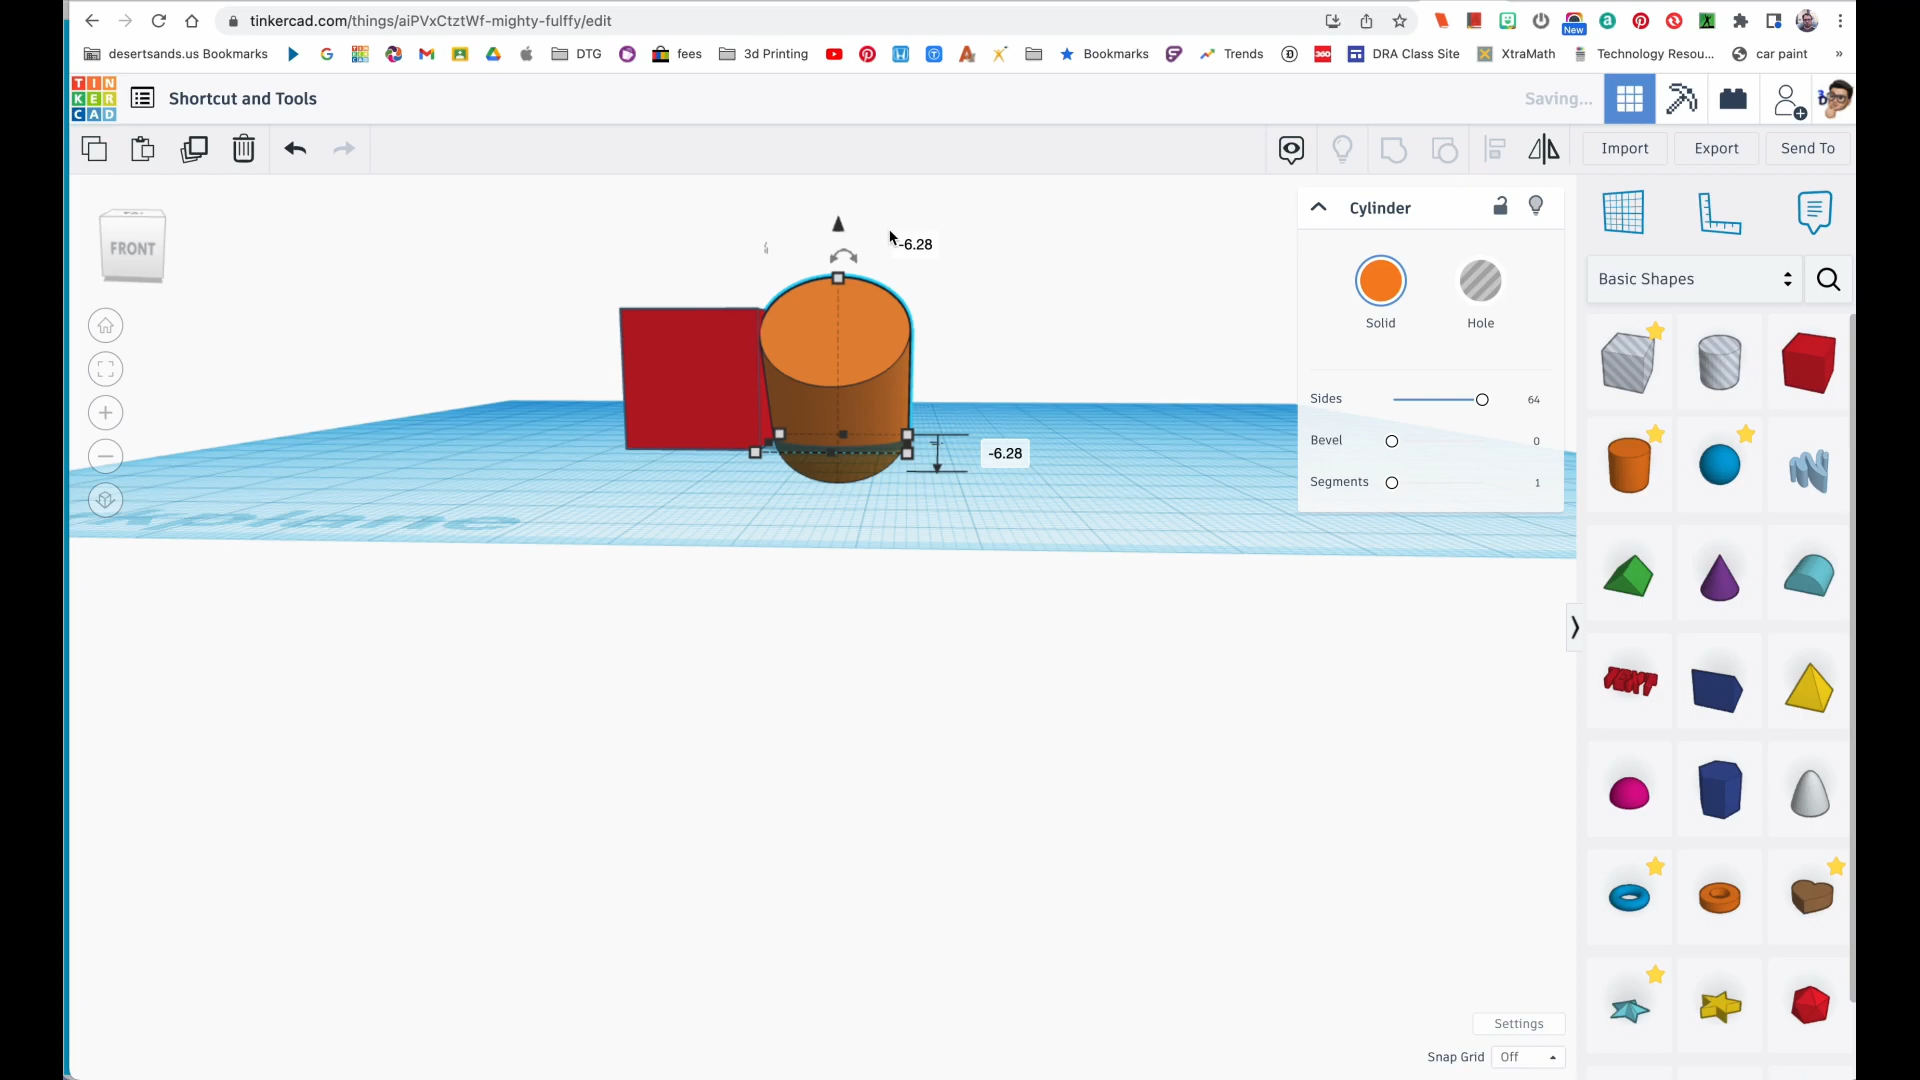 tinkercad.com/things/aiPVxCtztWf-mighty-fulffy/edit
New
desertsands.us Bookmarks
DTG
fees
3d Printing
Bookmarks
Trends
360
DRA Class Site
XtraMath
Technology Resou...
car paint
»
TIN
KER
CAD
Shortcut and Tools
Saving...
Import
Export
Send To
FRONT
-6.28
-6.28
Cylinder
Solid
Hole
Sides
64
Bevel
0
Segments
1
Basic Shapes
TEXT
Settings
Snap Grid
Off